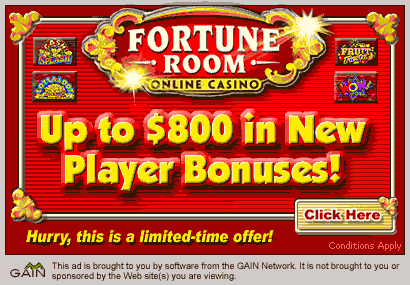 FORTUNE
ROOM
ONLINE CASINO
CASH
SPLASH
Up to $800 in New
Player Bonuses!
Click Here
Hurry, this is a limited-time offer!
Conditions Apply
GAIN
This ad is brought to you by software from the GAIN Network. It is not brought to you or
sponsored by the Web site(s) you are viewing.